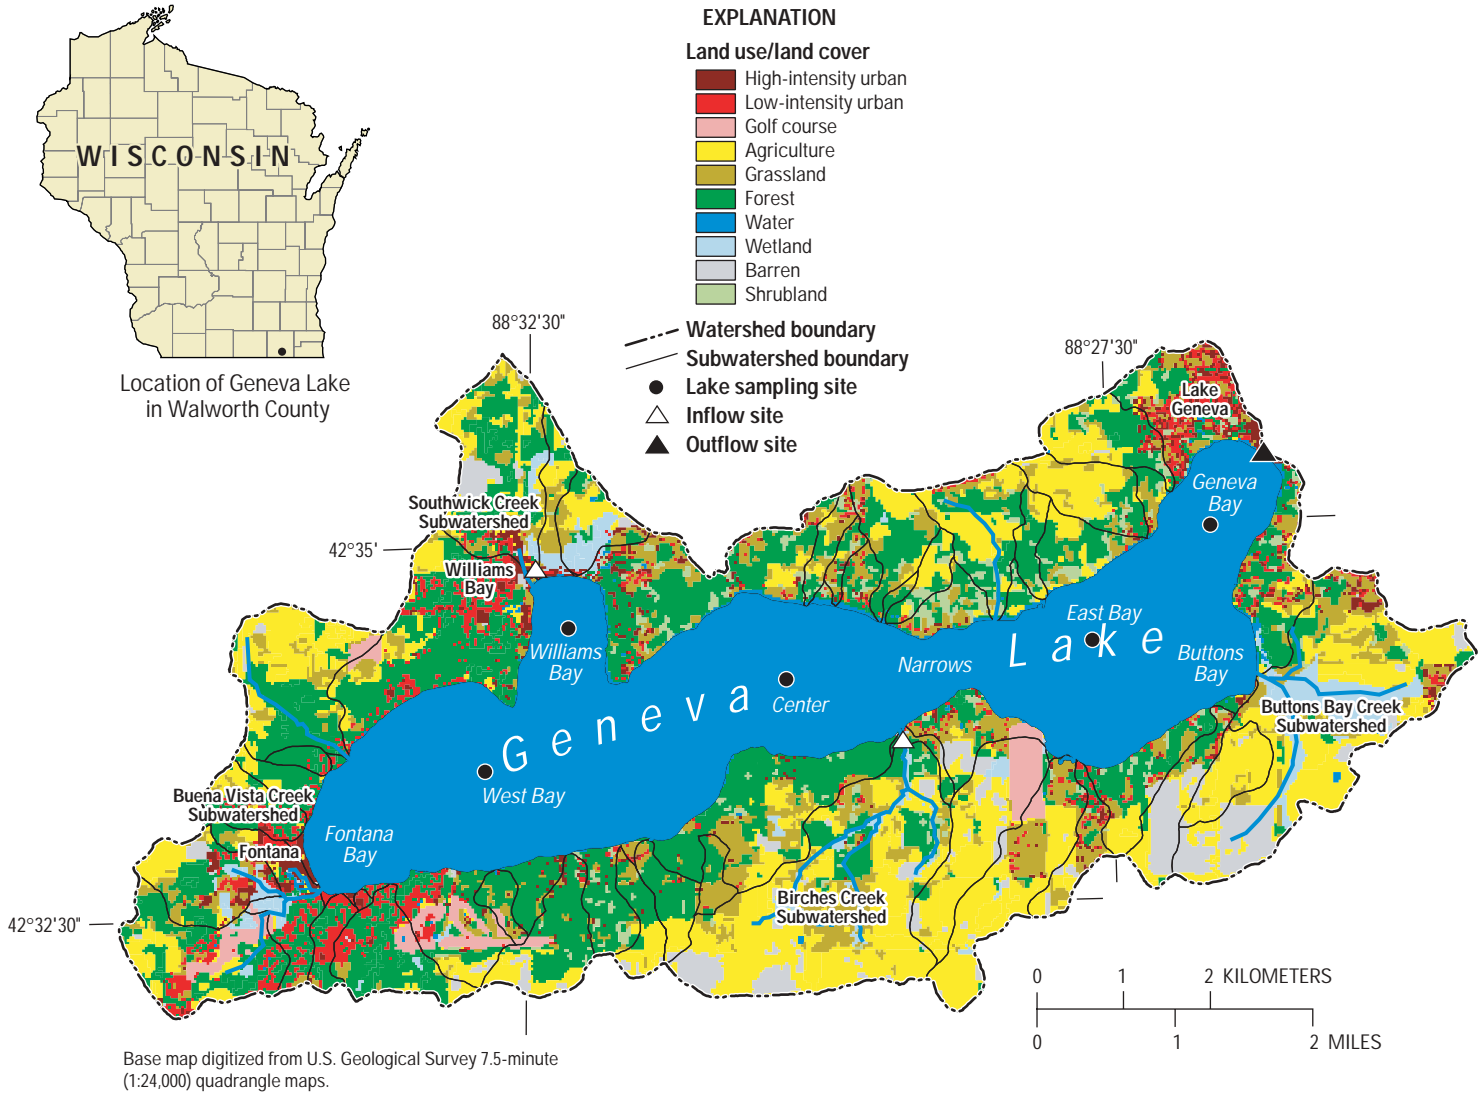 WISCONSIN
Location of Geneva Lake
in Walworth County
EXPLANATION
Land use/land cover
High-intensity urban
Low-intensity urban
Golf course
Agriculture
Grassland
Forest
Water
Wetland
Barren
Shrubland
Watershed boundary
Subwatershed boundary
Lake sampling site
Inflow site
Outflow site
88°32'30"
88°27'30"
42°35'
42°32'30"
Lake
Geneva
Geneva
Bay
Southwick Creek
Subwatershed
Williams
Bay
Williams
Bay
East Bay
Narrows
Buttons
Bay
Geneva Lake
Center
West Bay
Buttons Bay Creek
Subwatershed
Buena Vista Creek
Subwatershed
Fontana
Fontana
Bay
Birches Creek
Subwatershed
0 1 2 KILOMETERS
0 1 2 MILES
Base map digitized from U.S. Geological Survey 7.5-minute
(1:24,000) quadrangle maps.